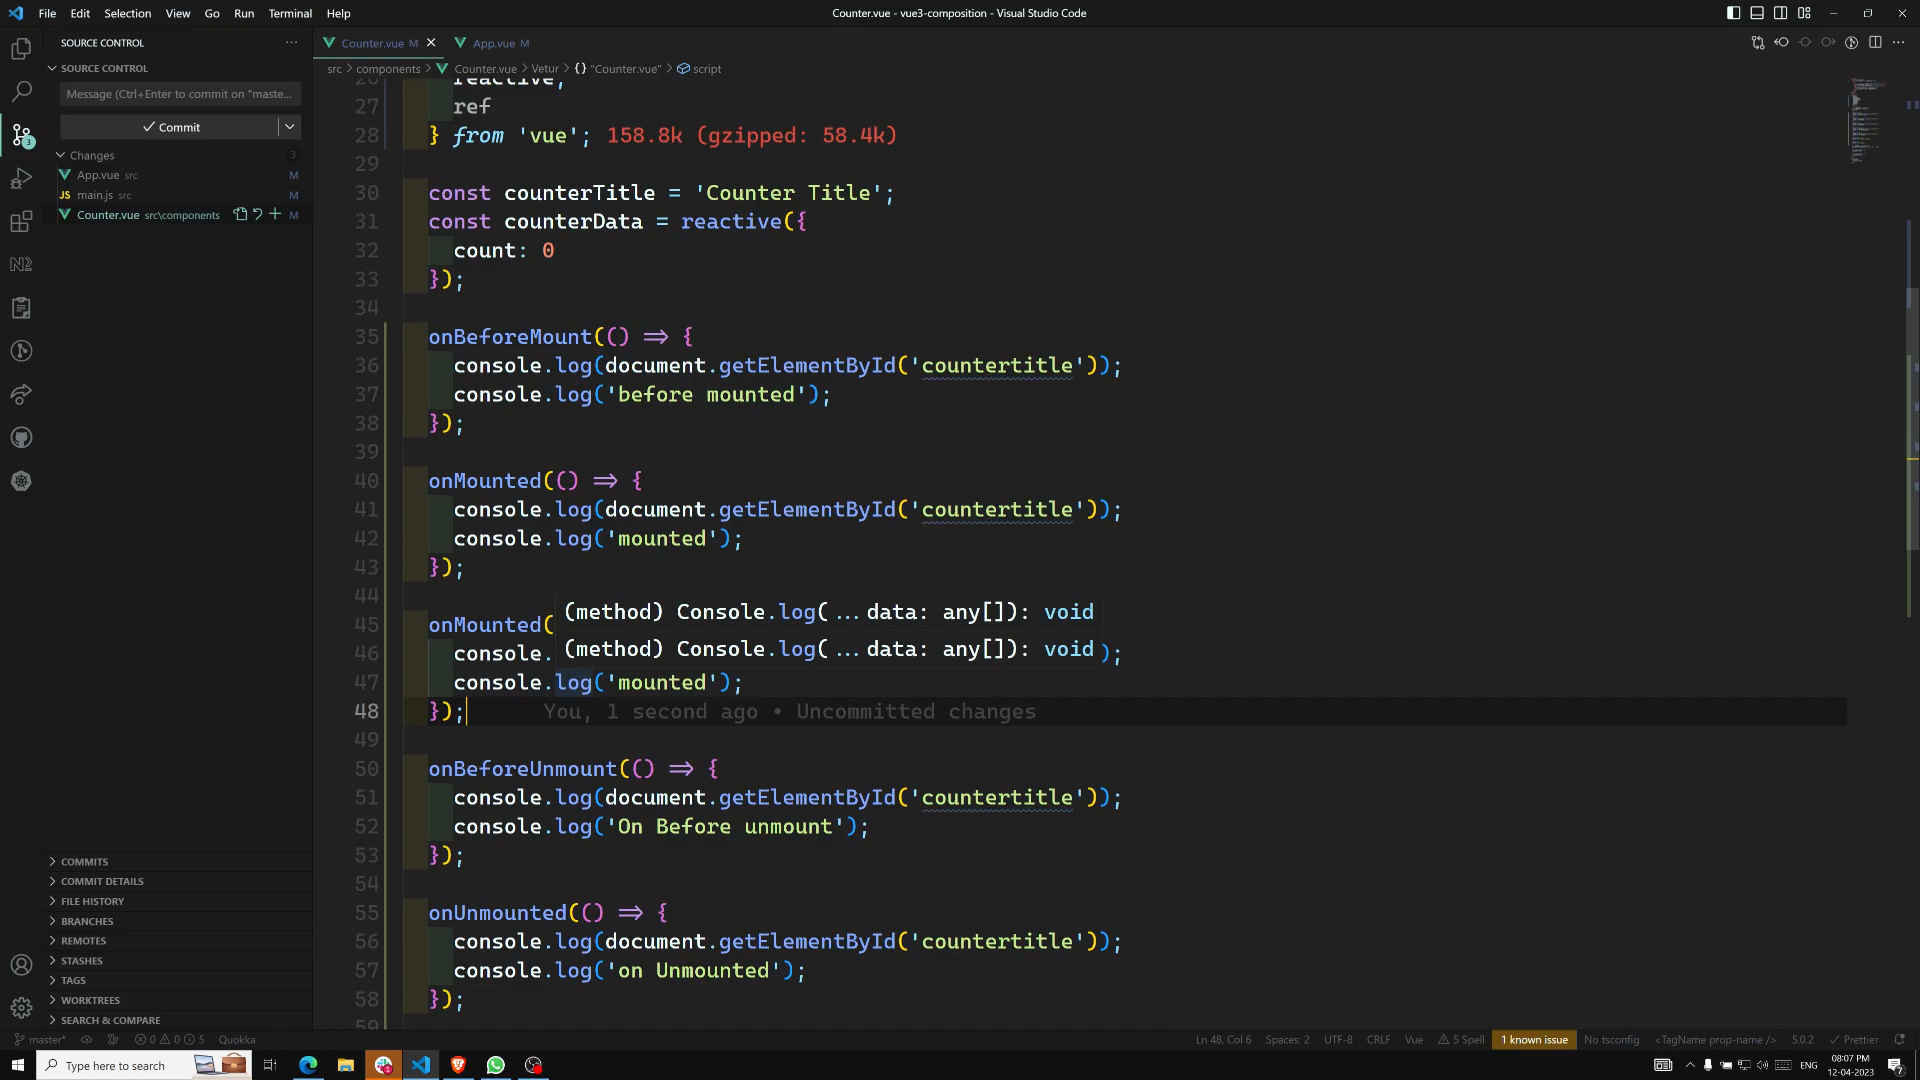 File Edit Selection View Go Run Terminal Help
Counter.vue - vue3-composition - Visual Studio Code
SOURCE CONTROL
SOURCE CONTROL
Message (Ctrl+Enter to commit on "maste...
Commit
Changes 3
App.vue src M
JS main.js src M
Counter.vue src\components M
COMMITS
COMMIT DETAILS
FILE HISTORY
BRANCHES
REMOTES
STASHES
TAGS
WORKTREES
SEARCH & COMPARE
Counter.vue M
App.vue M
src > components > Counter.vue > Vetur > {} "Counter.vue" > script
26 reactive,
27 ref
28 } from 'vue'; 158.8k (gzipped: 58.4k)
29
30 const counterTitle = 'Counter Title';
31 const counterData = reactive({
32 count: 0
33 });
34
35 onBeforeMount(() => {
36 console.log(document.getElementById('countertitle'));
37 console.log('before mounted');
38 });
39
40 onMounted(() => {
41 console.log(document.getElementById('countertitle'));
42 console.log('mounted');
43 });
44
(method) Console.log(...data: any[]): void
45 onMounted(
46 console. (method) Console.log(...data: any[]): void );
47 console.log('mounted');
48 }); You, 1 second ago • Uncommitted changes
49
50 onBeforeUnmount(() => {
51 console.log(document.getElementById('countertitle'));
52 console.log('On Before unmount');
53 });
54
55 onUnmounted(() => {
56 console.log(document.getElementById('countertitle'));
57 console.log('on Unmounted');
58 });
59
master* 0 0 5 Quokka
Ln 48, Col 6 Spaces: 2 UTF-8 CRLF Vue 5 Spell 1 known issue No tsconfig <TagName prop-name /> 5.0.2 Prettier
Type here to search
ENG
08:07 PM
12-04-2023